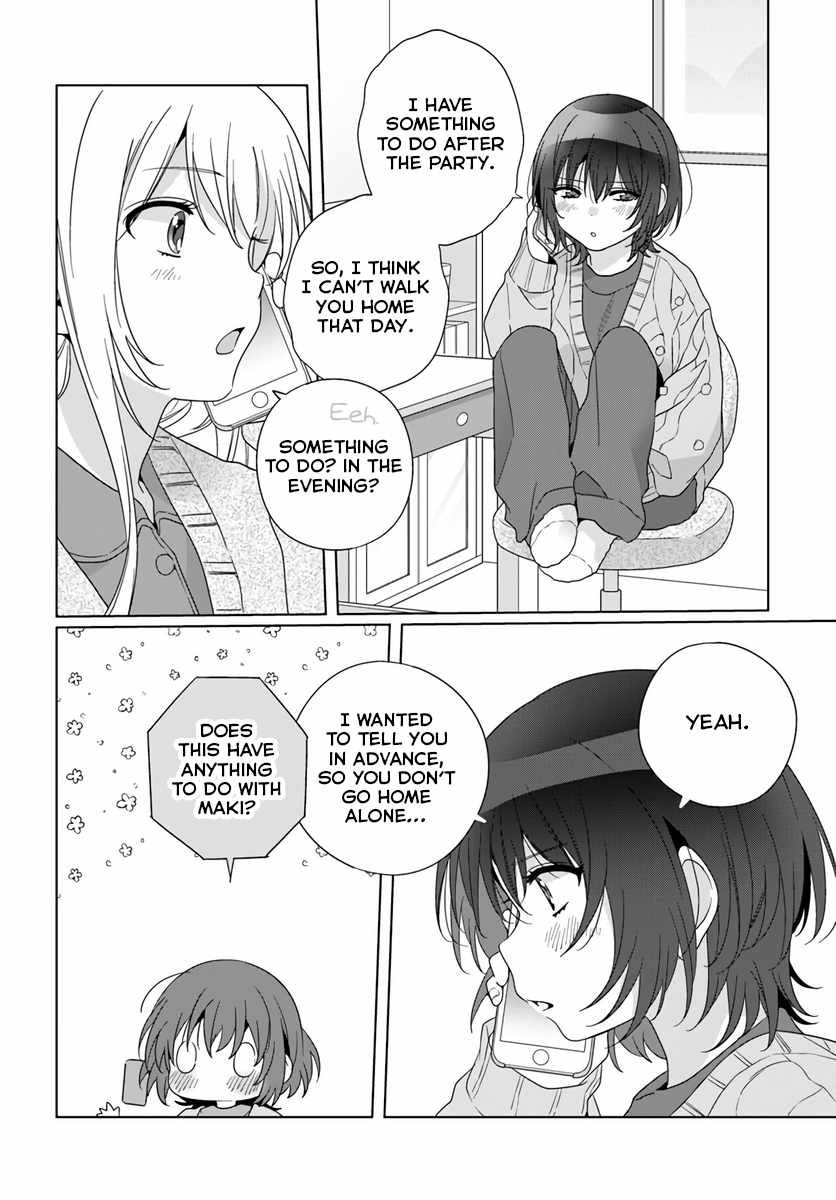 I HAVE
SOMETHING
TO DO AFTER
THE PARTY.
SO, I THINK
I CAN'T WALK
YOU HOME
THAT DAY.
Eeh.
SOMETHING
TO DO? IN THE
EVENING?
YEAH.
I WANTED
TO TELL YOU
IN ADVANCE,
SO YOU DON'T
GO HOME
ALONE...
DOES
THIS HAVE
ANYTHING
TO DO WITH
MAKI?